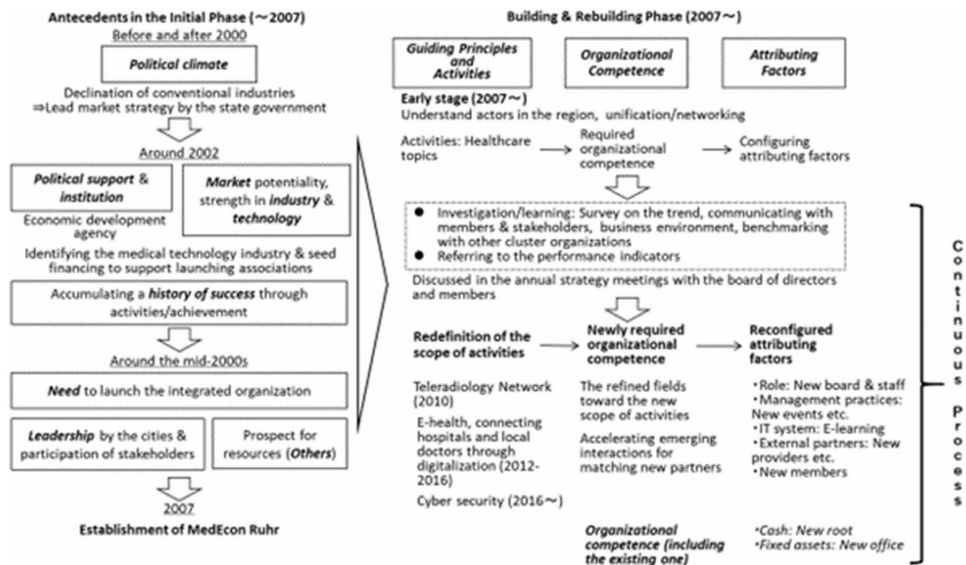 Antecedents in the Initial Phase (～2007)
Before and after 2000
Political climate
Declination of conventional industries
⇒Lead market strategy by the state government
Around 2002
Political support &
institution
Market potentiality,
strength in industry &
technology
Economic development
agency
Identifying the medical technology industry & seed
financing to support launching associations
Accumulating a history of success through
activities/achievement
Around the mid-2000s
Need to launch the integrated organization
Leadership by the cities &
participation of stakeholders
Prospect for
resources (Others)
2007
Establishment of MedEcon Ruhr
Building & Rebuilding Phase (2007～)
Guiding Principles
and
Activities
Organizational
Competence
Attributing
Factors
Early stage (2007～)
Understand actors in the region, unification/networking
Activities: Healthcare
topics
Required
organizational
competence
Configuring
attributing factors
● Investigation/learning: Survey on the trend, communicating with
members & stakeholders, business environment, benchmarking
with other cluster organizations
● Referring to the performance indicators
Discussed in the annual strategy meetings with the board of directors
and members
Redefinition of the
scope of activities
Newly required
organizational
competence
Reconfigured
attributing
factors
Teleradiology Network
(2010)
E-health, connecting
hospitals and local
doctors through
digitalization (2012-
2016)
Cyber security (2016～)
The refined fields
toward the new
scope of activities
Accelerating emerging
interactions for
matching new partners
・Role: New board & staff
・Management practices:
New events etc.
・IT system: E-learning
・External partners: New
providers etc.
・New members
Organizational
competence (including
the existing one)
・Cash: New root
・Fixed assets: New office
Continuous Process